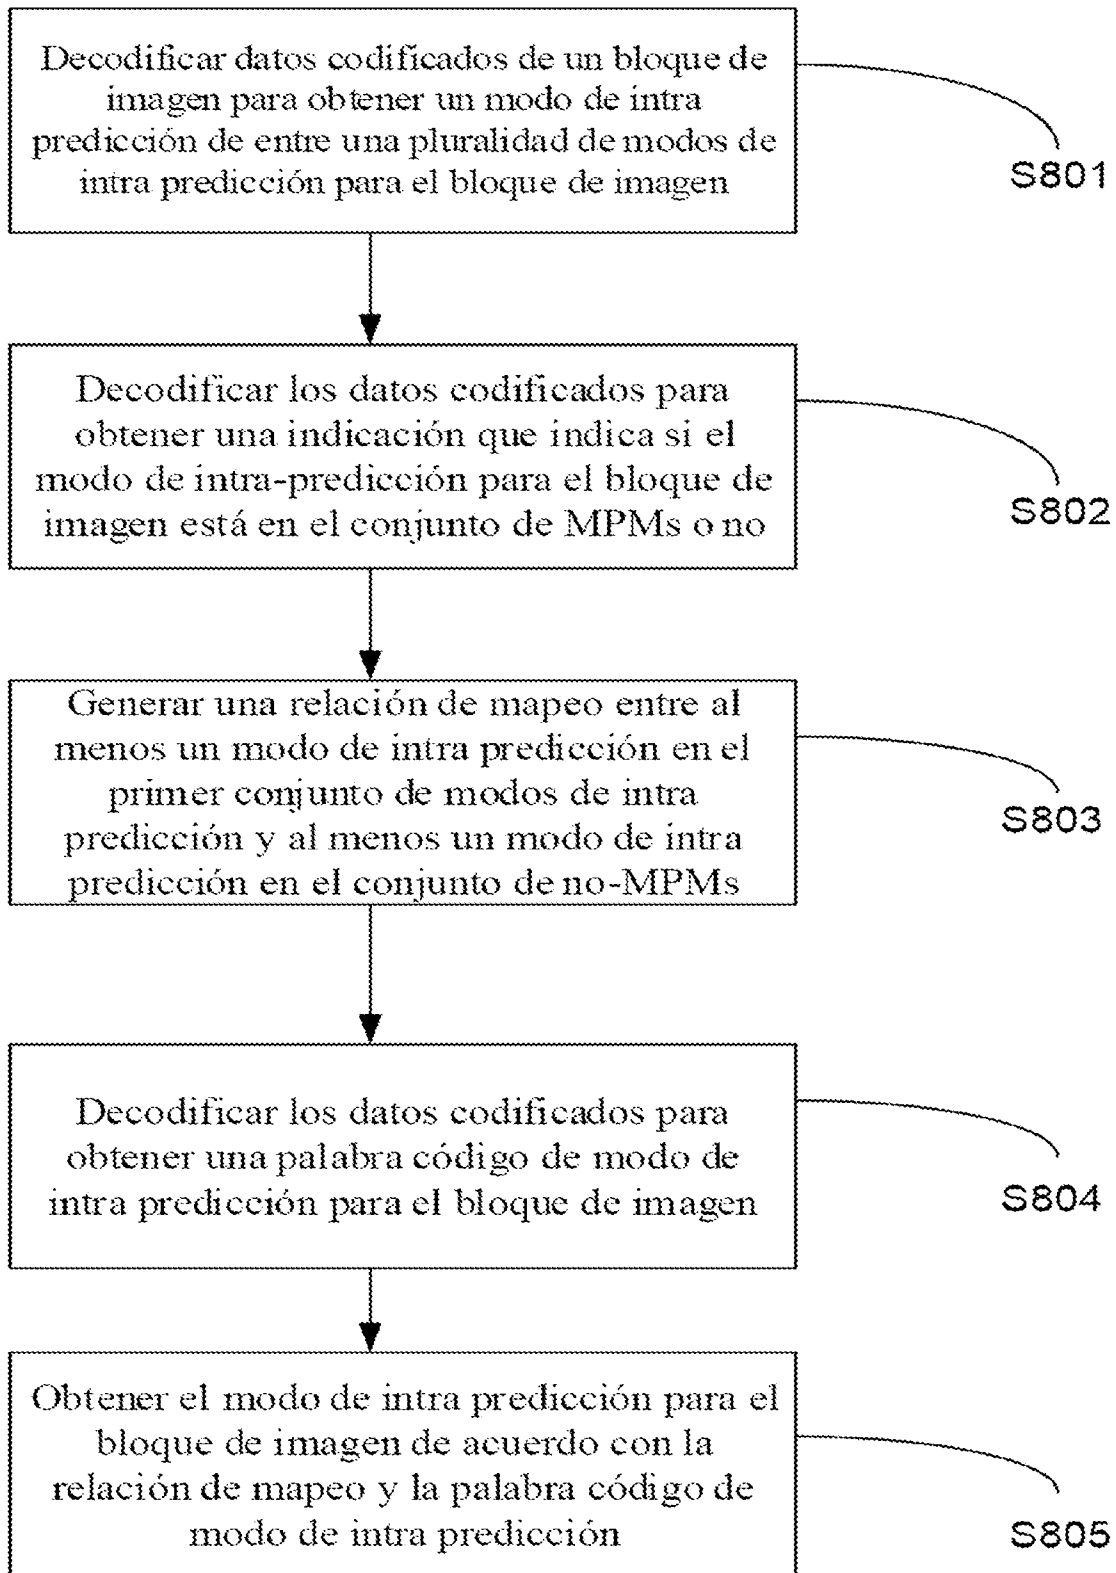 Decodificar datos codificados de un bloque de
imagen para obtener un modo de intra
predicción de entre una pluralidad de modos de
intra predicción para el bloque de imagen
S801
Decodificar los datos codificados para
obtener una indicación que indica si el
modo de intra-predicción para el bloque de
imagen está en el conjunto de MPMs o no
S802
Generar una relación de mapeo entre al
menos un modo de intra predicción en el
primer conjunto de modos de intra
predicción y al menos un modo de intra
predicción en el conjunto de no-MPMs
S803
Decodificar los datos codificados para
obtener una palabra código de modo de
intra predicción para el bloque de imagen
S804
Obtener el modo de intra predicción para el
bloque de imagen de acuerdo con la
relación de mapeo y la palabra código de
modo de intra predicción
S805